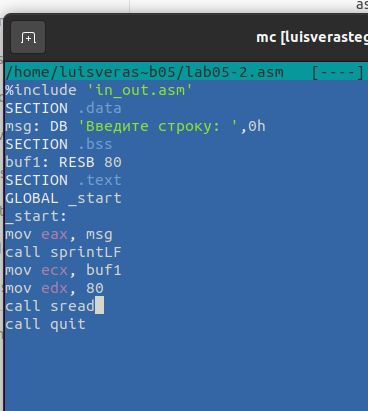 as
mc [luisverasteg
/home/luisveras~b05/lab05-2.asm [----]
%include 'in_out.asm'
SECTION .data
msg: DB 'Введите строку: ',0h
SECTION .bss
buf1: RESB 80
SECTION .text
GLOBAL _start
_start:
mov eax, msg
call sprintLF
mov ecx, buf1
mov edx, 80
call sread
call quit